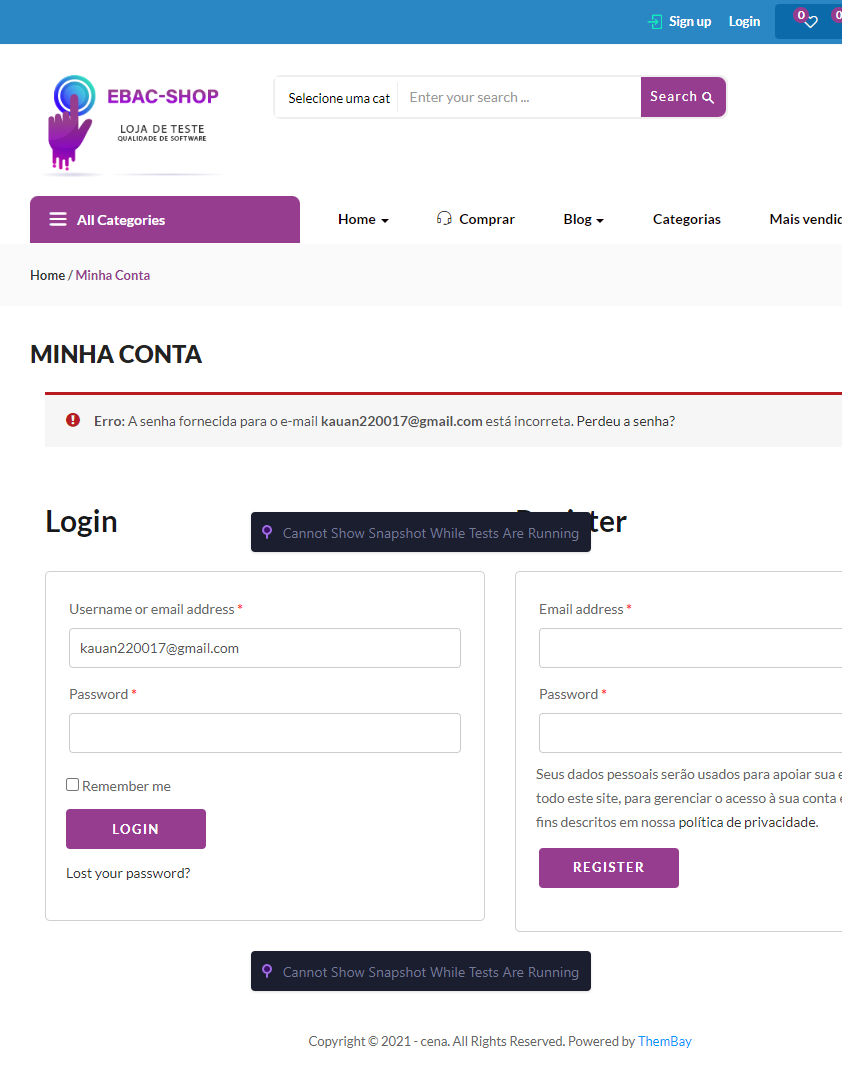 Sign up Login 0 0
EBAC-SHOP
LOJA DE TESTE
QUALIDADE DE SOFTWARE
Selecione uma cat Enter your search ... Search
All Categories Home Comprar Blog Categorias Mais vendid
Home / Minha Conta
MINHA CONTA
Erro: A senha fornecida para o e-mail kauan220017@gmail.com está incorreta. Perdeu a senha?
Login
Cannot Show Snapshot While Tests Are Running
Username or email address *
kauan220017@gmail.com
Password *
Remember me
LOGIN
Lost your password?
Email address *
Password *
Seus dados pessoais serão usados para apoiar sua e
todo este site, para gerenciar o acesso à sua conta e
fins descritos em nossa política de privacidade.
REGISTER
Cannot Show Snapshot While Tests Are Running
Copyright © 2021 - cena. All Rights Reserved. Powered by ThemBay